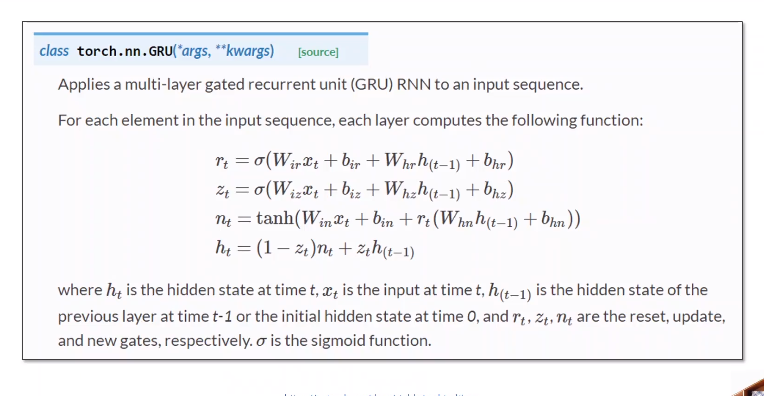 class torch.nn.GRU(*args, **kwargs) [source]
Applies a multi-layer gated recurrent unit (GRU) RNN to an input sequence.
For each element in the input sequence, each layer computes the following function:
r_t = σ(W_{ir}x_t + b_{ir} + W_{hr}h_{(t−1)} + b_{hr})
z_t = σ(W_{iz}x_t + b_{iz} + W_{hz}h_{(t−1)} + b_{hz})
n_t = tanh(W_{in}x_t + b_{in} + r_t(W_{hn}h_{(t−1)} + b_{hn}))
h_t = (1 − z_t)n_t + z_th_{(t−1)}
where h_t is the hidden state at time t, x_t is the input at time t, h_{(t−1)} is the hidden state of the
previous layer at time t-1 or the initial hidden state at time 0, and r_t, z_t, n_t are the reset, update,
and new gates, respectively. σ is the sigmoid function.